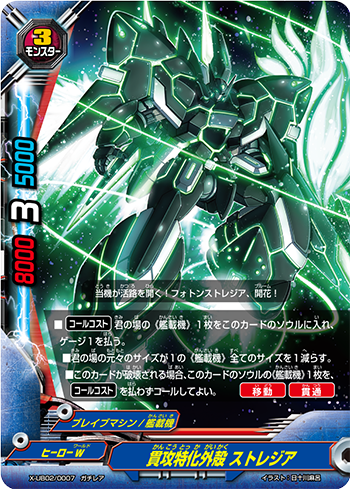 3
モンスター
5000
3
8000
当機が活路を開く！フォトンストレジア、開花！
■コールコスト 君の場の《艦載機》1枚をこのカードのソウルに入れ、
ゲージ1を払う。
■君の場の元々のサイズが1の《艦載機》全てのサイズを1減らす。
■このカードが破壊される場合、このカードのソウルの《艦載機》1枚を、
コールコスト を払わずコールしてよい。 移動 貫通
ブレイブマシン/艦載機
ヒーローW 貫攻特化外殻 ストレジア
X-UB02/0007 ガチレア イラスト：日十川麻呂